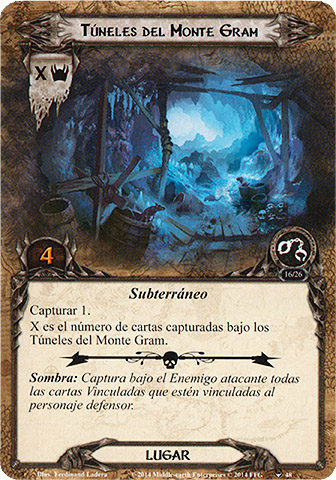 TÚNELES DEL MONTE GRAM
X
4
16/26
Subterráneo
Capturar 1.
X es el número de cartas capturadas bajo los
Túneles del Monte Gram.
Sombra: Captura bajo el Enemigo atacante todas
las cartas Vinculadas que estén vinculadas al
personaje defensor.
LUGAR
Illus. Ferdinand Ladera
© 2014 Middle-earth Enterprises © 2014 FFG
48